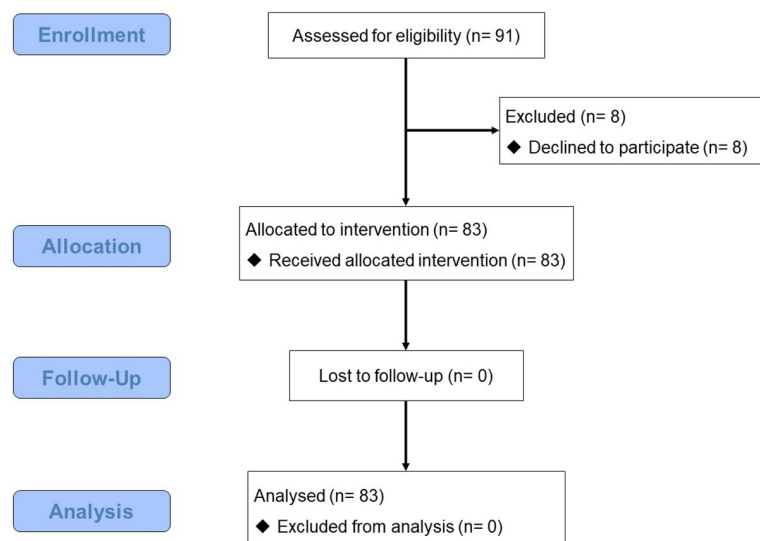 Enrollment
Assessed for eligibility (n= 91)
Excluded (n= 8)
◆ Declined to participate (n= 8)
Allocation
Allocated to intervention (n= 83)
◆ Received allocated intervention (n= 83)
Follow-Up
Lost to follow-up (n= 0)
Analysis
Analysed (n= 83)
◆ Excluded from analysis (n= 0)